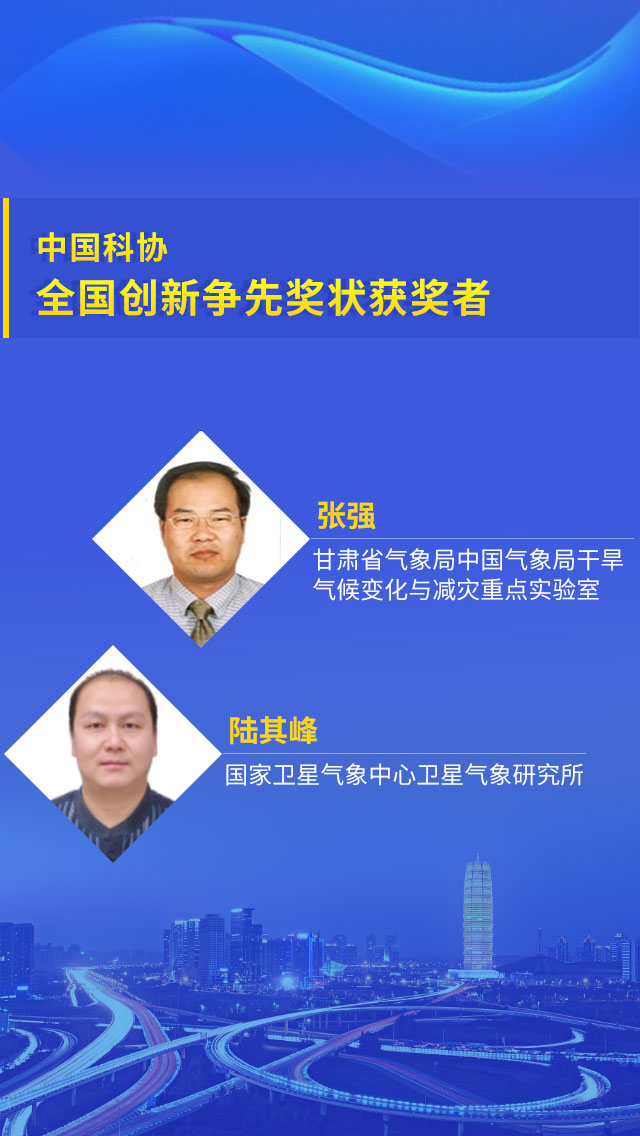 中国科协
全国创新争先奖状获奖者
张强
甘肃省气象局中国气象局干旱
气候变化与减灾重点实验室
陆其峰
国家卫星气象中心卫星气象研究所